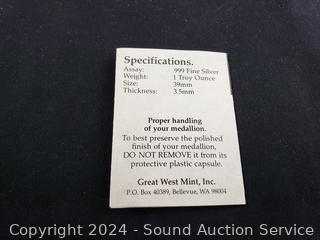 Specifications.
Assay: .999 Fine Silver
Weight: 1 Troy Ounce
Size: 39mm
Thickness: 3.5mm
Proper handling
of your medallion.
To best preserve the polished
finish of your medallion,
DO NOT REMOVE it from its
protective plastic capsule.
Great West Mint, Inc.
P.O. Box 40389, Bellevue, WA 98004
Copyright 2024 - Sound Auction Service